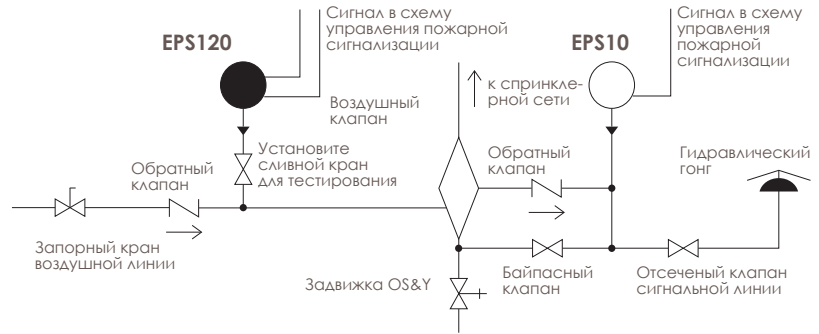 Сигнал в схему
управления пожарной
сигнализации
EPS120
Сигнал в схему
управления пожарной
сигнализации
EPS10
Воздушный
клапан
к спринкле-
рной сети
Установите
сливной кран
для тестирования
Обратный
клапан
Обратный
клапан
Гидравлический
гонг
Запорный кран
воздушной линии
Задвижка OS&Y
Байпасный
клапан
Отсеченый клапан
сигнальной линии